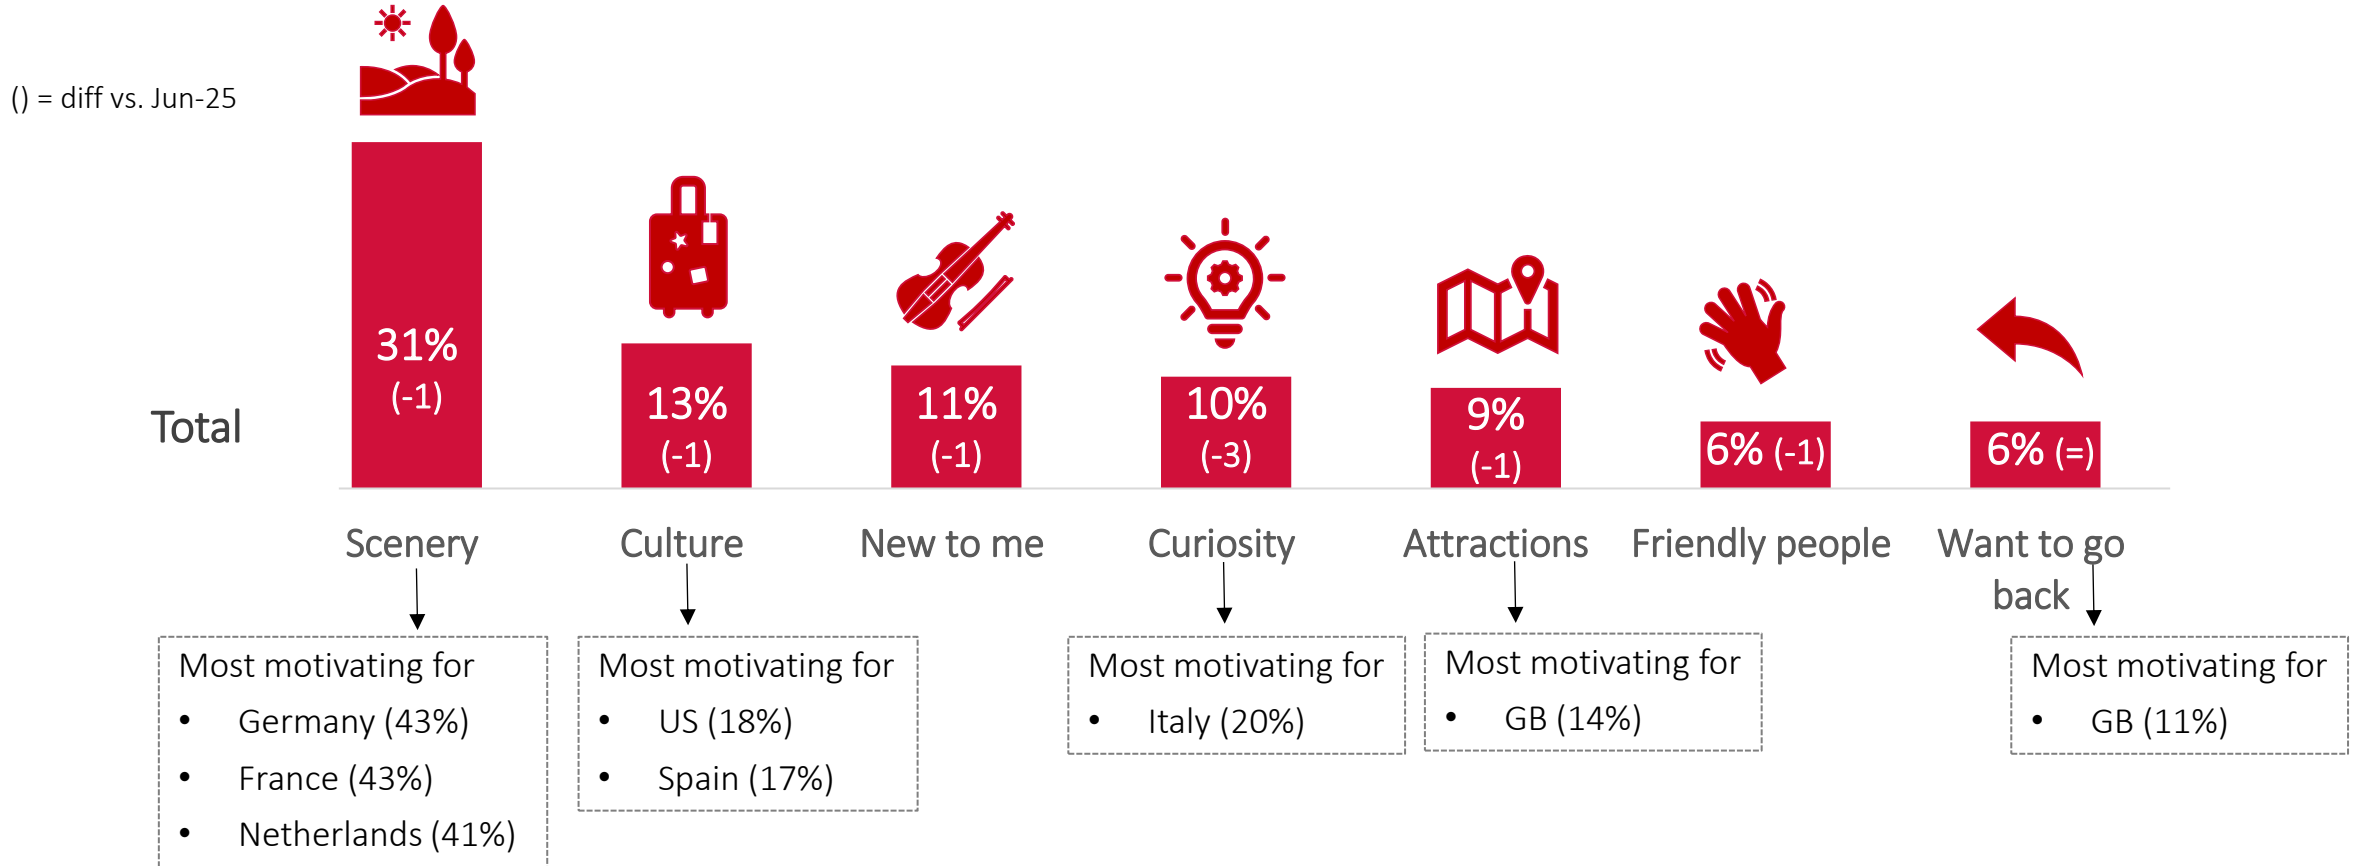 () = diff vs. Jun-25
Total
31%
(-1)
13%
(-1)
11%
(-1)
10%
(-3)
9%
(-1)
6% (-1)
6% (=)
Scenery
Culture
New to me
Curiosity
Attractions
Friendly people
Want to go
back
Most motivating for
• Germany (43%)
• France (43%)
• Netherlands (41%)
Most motivating for
• US (18%)
• Spain (17%)
Most motivating for
• Italy (20%)
Most motivating for
• GB (14%)
Most motivating for
• GB (11%)